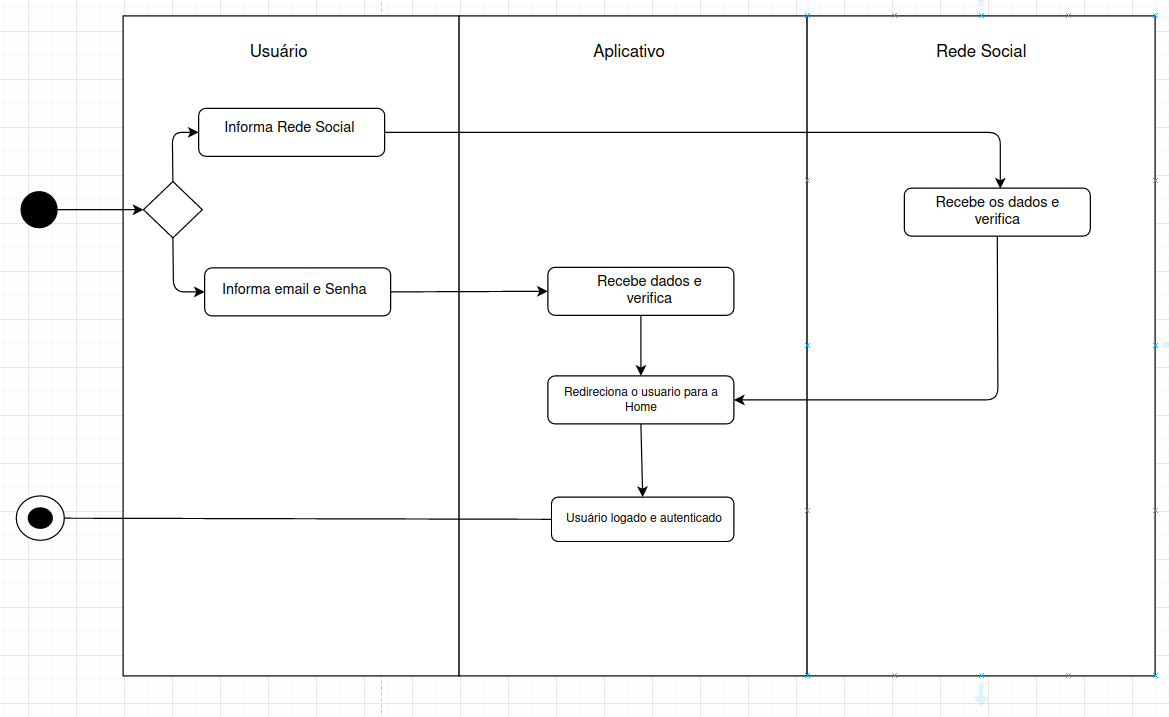 Usuário
Aplicativo
Rede Social
Informa Rede Social
Recebe os dados e
verifica
Informa email e Senha
Recebe dados e
verifica
Redireciona o usuario para a
Home
Usuário logado e autenticado